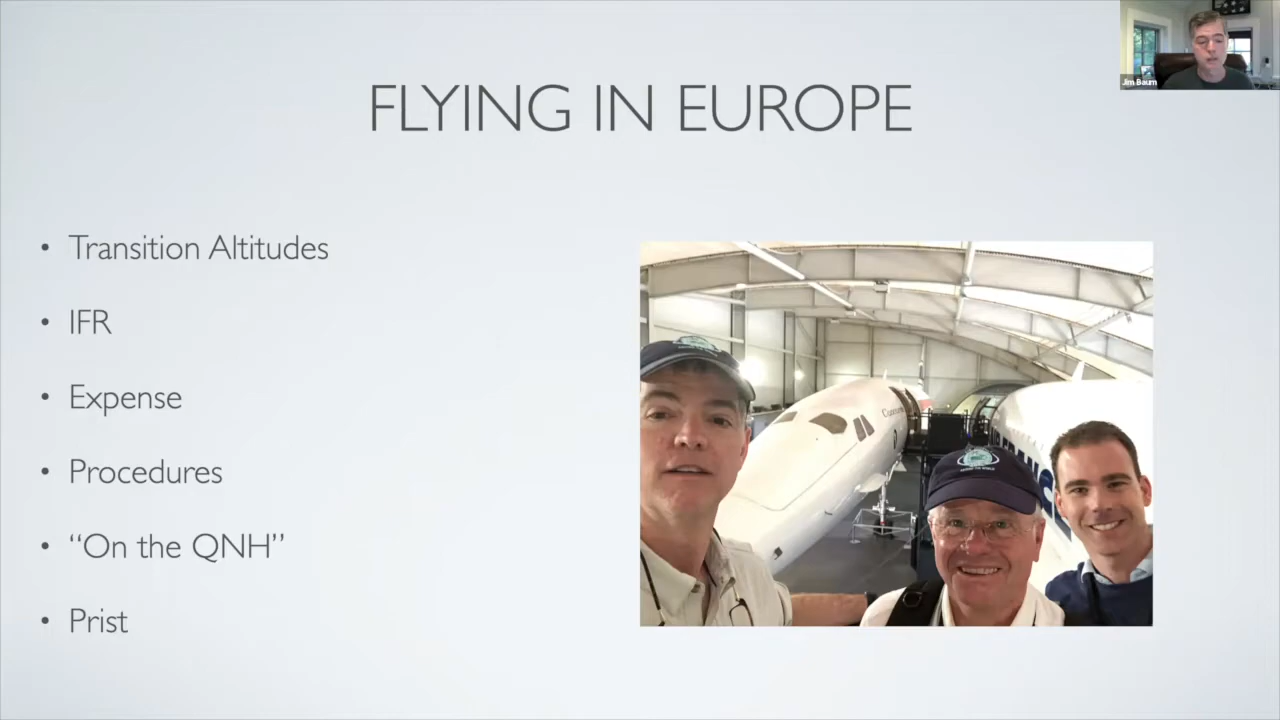 Jim Baum
FLYING IN EUROPE
• Transition Altitudes
• IFR
• Expense
• Procedures
• “On the QNH”
• Prist